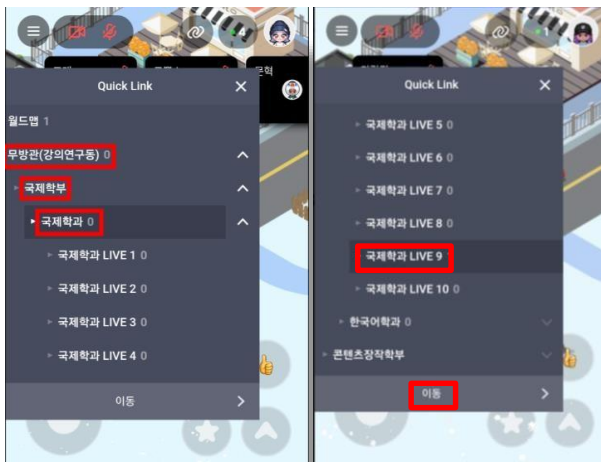 4
Quick Link
월드맵 1
무방관(강의연구동) 0
국제학부
국제학과 0
국제학과 LIVE 1 0
국제학과 LIVE 2 0
국제학과 LIVE 3 0
국제학과 LIVE 4 0
이동
Quick Link
국제학과 LIVE 5 0
국제학과 LIVE 6 0
국제학과 LIVE 7 0
국제학과 LIVE 8 0
국제학과 LIVE 9
국제학과 LIVE 10 0
한국어학과 0
콘텐츠창작학부
이동